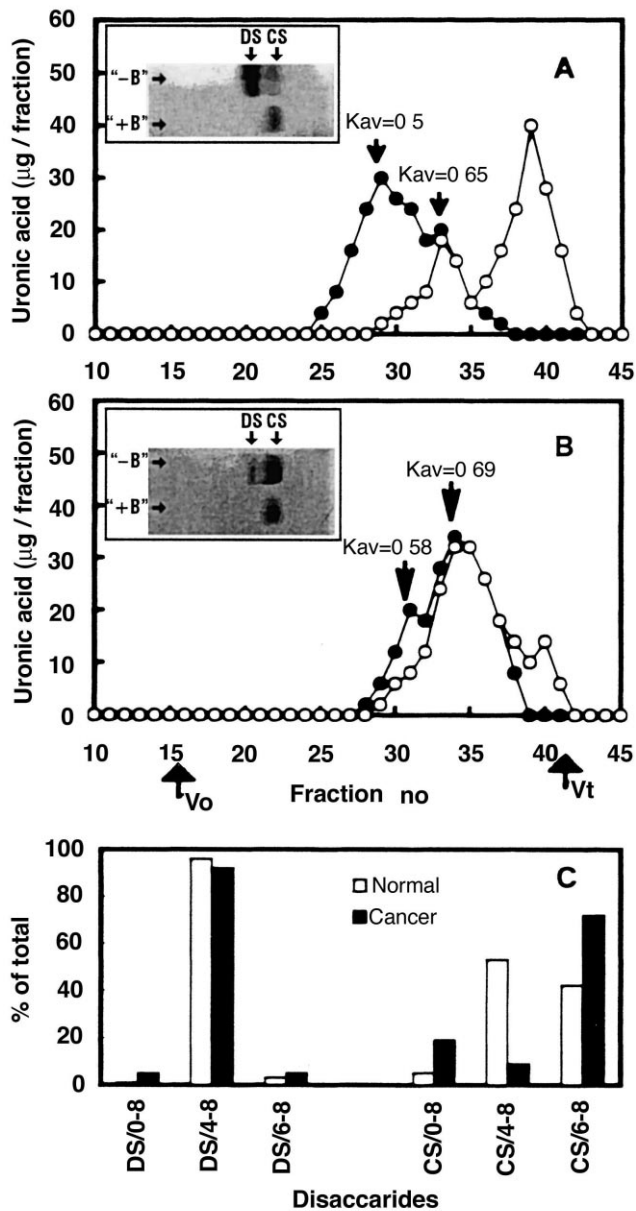 A
DS CS
"−B"
"+B"
Kav=0 5
Kav=0 65
Uronic acid (µg / fraction)
60
50
40
30
20
10
0
10 15 20 25 30 35 40 45
B
DS CS
"−B"
"+B"
Kav=0 58
Kav=0 69
Uronic acid (µg / fraction)
60
50
40
30
20
10
0
10 15 20 25 30 35 40 45
Vo
Fraction no
Vt
C
Normal
Cancer
% of total
100
80
60
40
20
0
DS/0-8
DS/4-8
DS/6-8
CS/0-8
CS/4-8
CS/6-8
Disaccarides